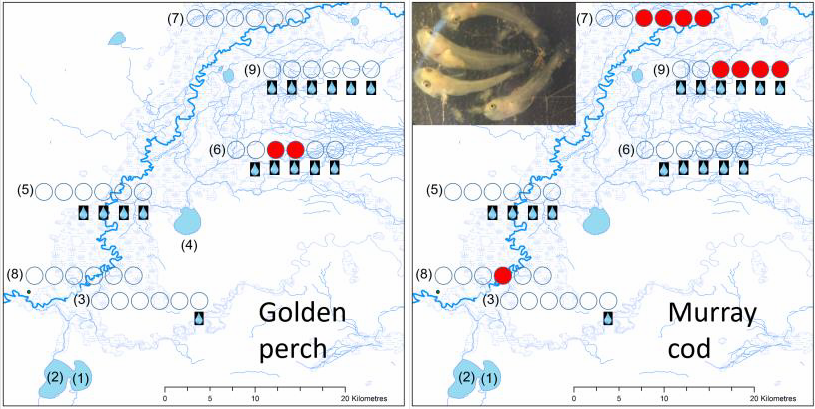 (7)
(9)
(6)
(5)
(4)
(8)
(3)
Golden
perch
(2) (1)
0 5 10 20 Kilometres
(7)
(9)
(6)
(5)
(4)
(8)
(3)
Murray
cod
(2) (1)
0 5 10 20 Kilometres